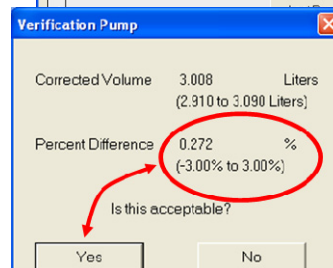 Verification Pump
Corrected Volume 3.008 Liters
(2.910 to 3.090 Liters)
Percent Difference 0.272 %
(-3.00% to 3.00%)
Is this acceptable?
Yes No